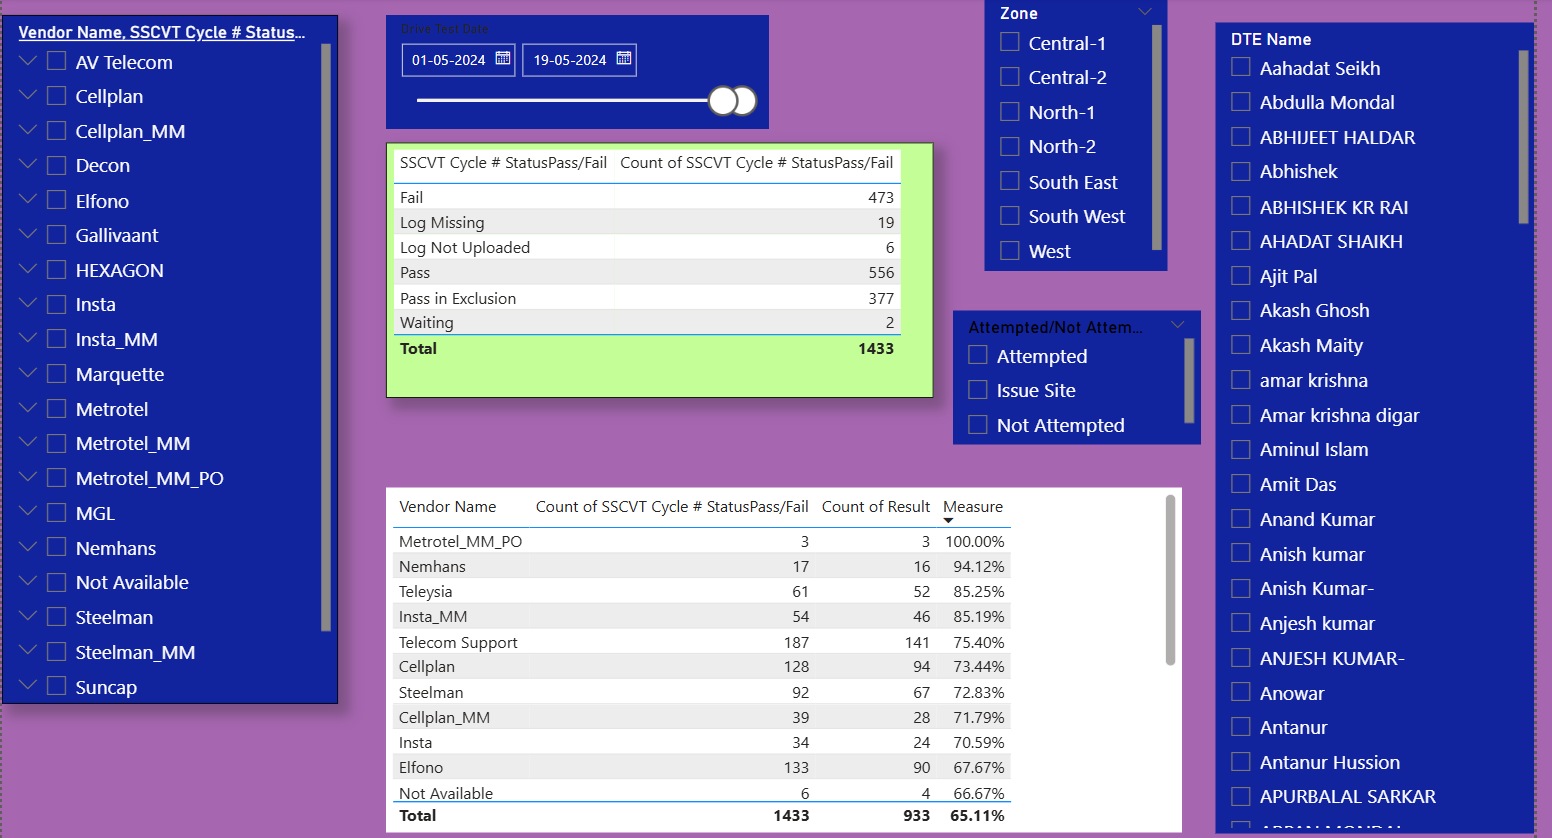 Vendor Name, SSCVT Cycle # Status...
AV Telecom
Cellplan
Cellplan_MM
Decon
Elfono
Gallivaant
HEXAGON
Insta
Insta_MM
Marquette
Metrotel
Metrotel_MM
Metrotel_MM_PO
MGL
Nemhans
Not Available
Steelman
Steelman_MM
Suncap
Drive Test Date
01-05-2024 19-05-2024
SSCVT Cycle # StatusPass/Fail Count of SSCVT Cycle # StatusPass/Fail
Fail 473
Log Missing 19
Log Not Uploaded 6
Pass 556
Pass in Exclusion 377
Waiting 2
Total 1433
Zone
Central-1
Central-2
North-1
North-2
South East
South West
West
Attempted/Not Attem...
Attempted
Issue Site
Not Attempted
Vendor Name Count of SSCVT Cycle # StatusPass/Fail Count of Result Measure
Metrotel_MM_PO 3 3 100.00%
Nemhans 17 16 94.12%
Teleysia 61 52 85.25%
Insta_MM 54 46 85.19%
Telecom Support 187 141 75.40%
Cellplan 128 94 73.44%
Steelman 92 67 72.83%
Cellplan_MM 39 28 71.79%
Insta 34 24 70.59%
Elfono 133 90 67.67%
Not Available 6 4 66.67%
Total 1433 933 65.11%
DTE Name
Aahadat Seikh
Abdulla Mondal
ABHIJEET HALDAR
Abhishek
ABHISHEK KR RAI
AHADAT SHAIKH
Ajit Pal
Akash Ghosh
Akash Maity
amar krishna
Amar krishna digar
Aminul Islam
Amit Das
Anand Kumar
Anish kumar
Anish Kumar-
Anjesh kumar
ANJESH KUMAR-
Anowar
Antanur
Antanur Hussion
APURBALAL SARKAR